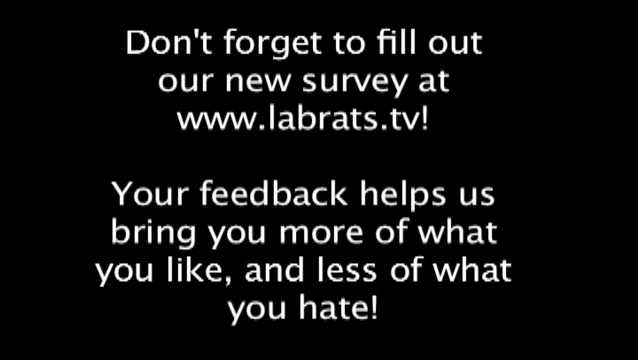 Don't forget to fill out
our new survey at
www.labrats.tv!
Your feedback helps us
bring you more of what
you like, and less of what
you hate!